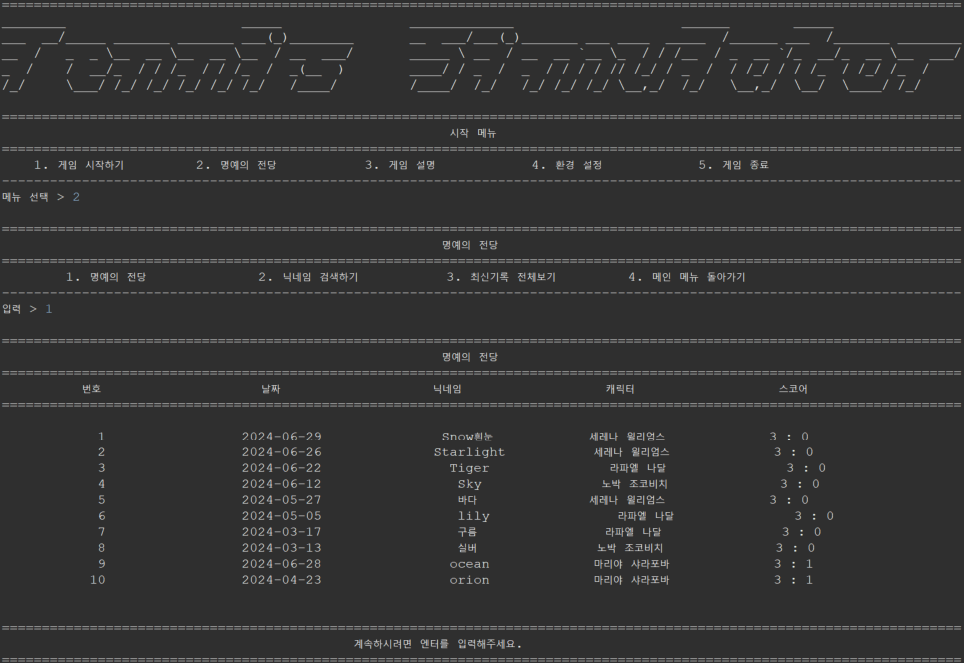 Tennis Simulator
시작 메뉴
1. 게임 시작하기 2. 명예의 전당 3. 게임 설명 4. 환경 설정 5. 게임 종료
메뉴 선택 > 2
명예의 전당
1. 명예의 전당 2. 닉네임 검색하기 3. 최신기록 전체보기 4. 메인 메뉴 돌아가기
입력 > 1
명예의 전당
번호 날짜 닉네임 캐릭터 스코어
1 2024-06-29 Snow흰눈 세레나 윌리엄스 3 : 0
2 2024-06-26 Starlight 세레나 윌리엄스 3 : 0
3 2024-06-22 Tiger 라파엘 나달 3 : 0
4 2024-06-12 Sky 노박 조코비치 3 : 0
5 2024-05-27 바다 세레나 윌리엄스 3 : 0
6 2024-05-05 lily 라파엘 나달 3 : 0
7 2024-03-17 구름 라파엘 나달 3 : 0
8 2024-03-13 실버 노박 조코비치 3 : 0
9 2024-06-28 ocean 마리아 샤라포바 3 : 1
10 2024-04-23 orion 마리아 샤라포바 3 : 1
계속하시려면 엔터를 입력해주세요.